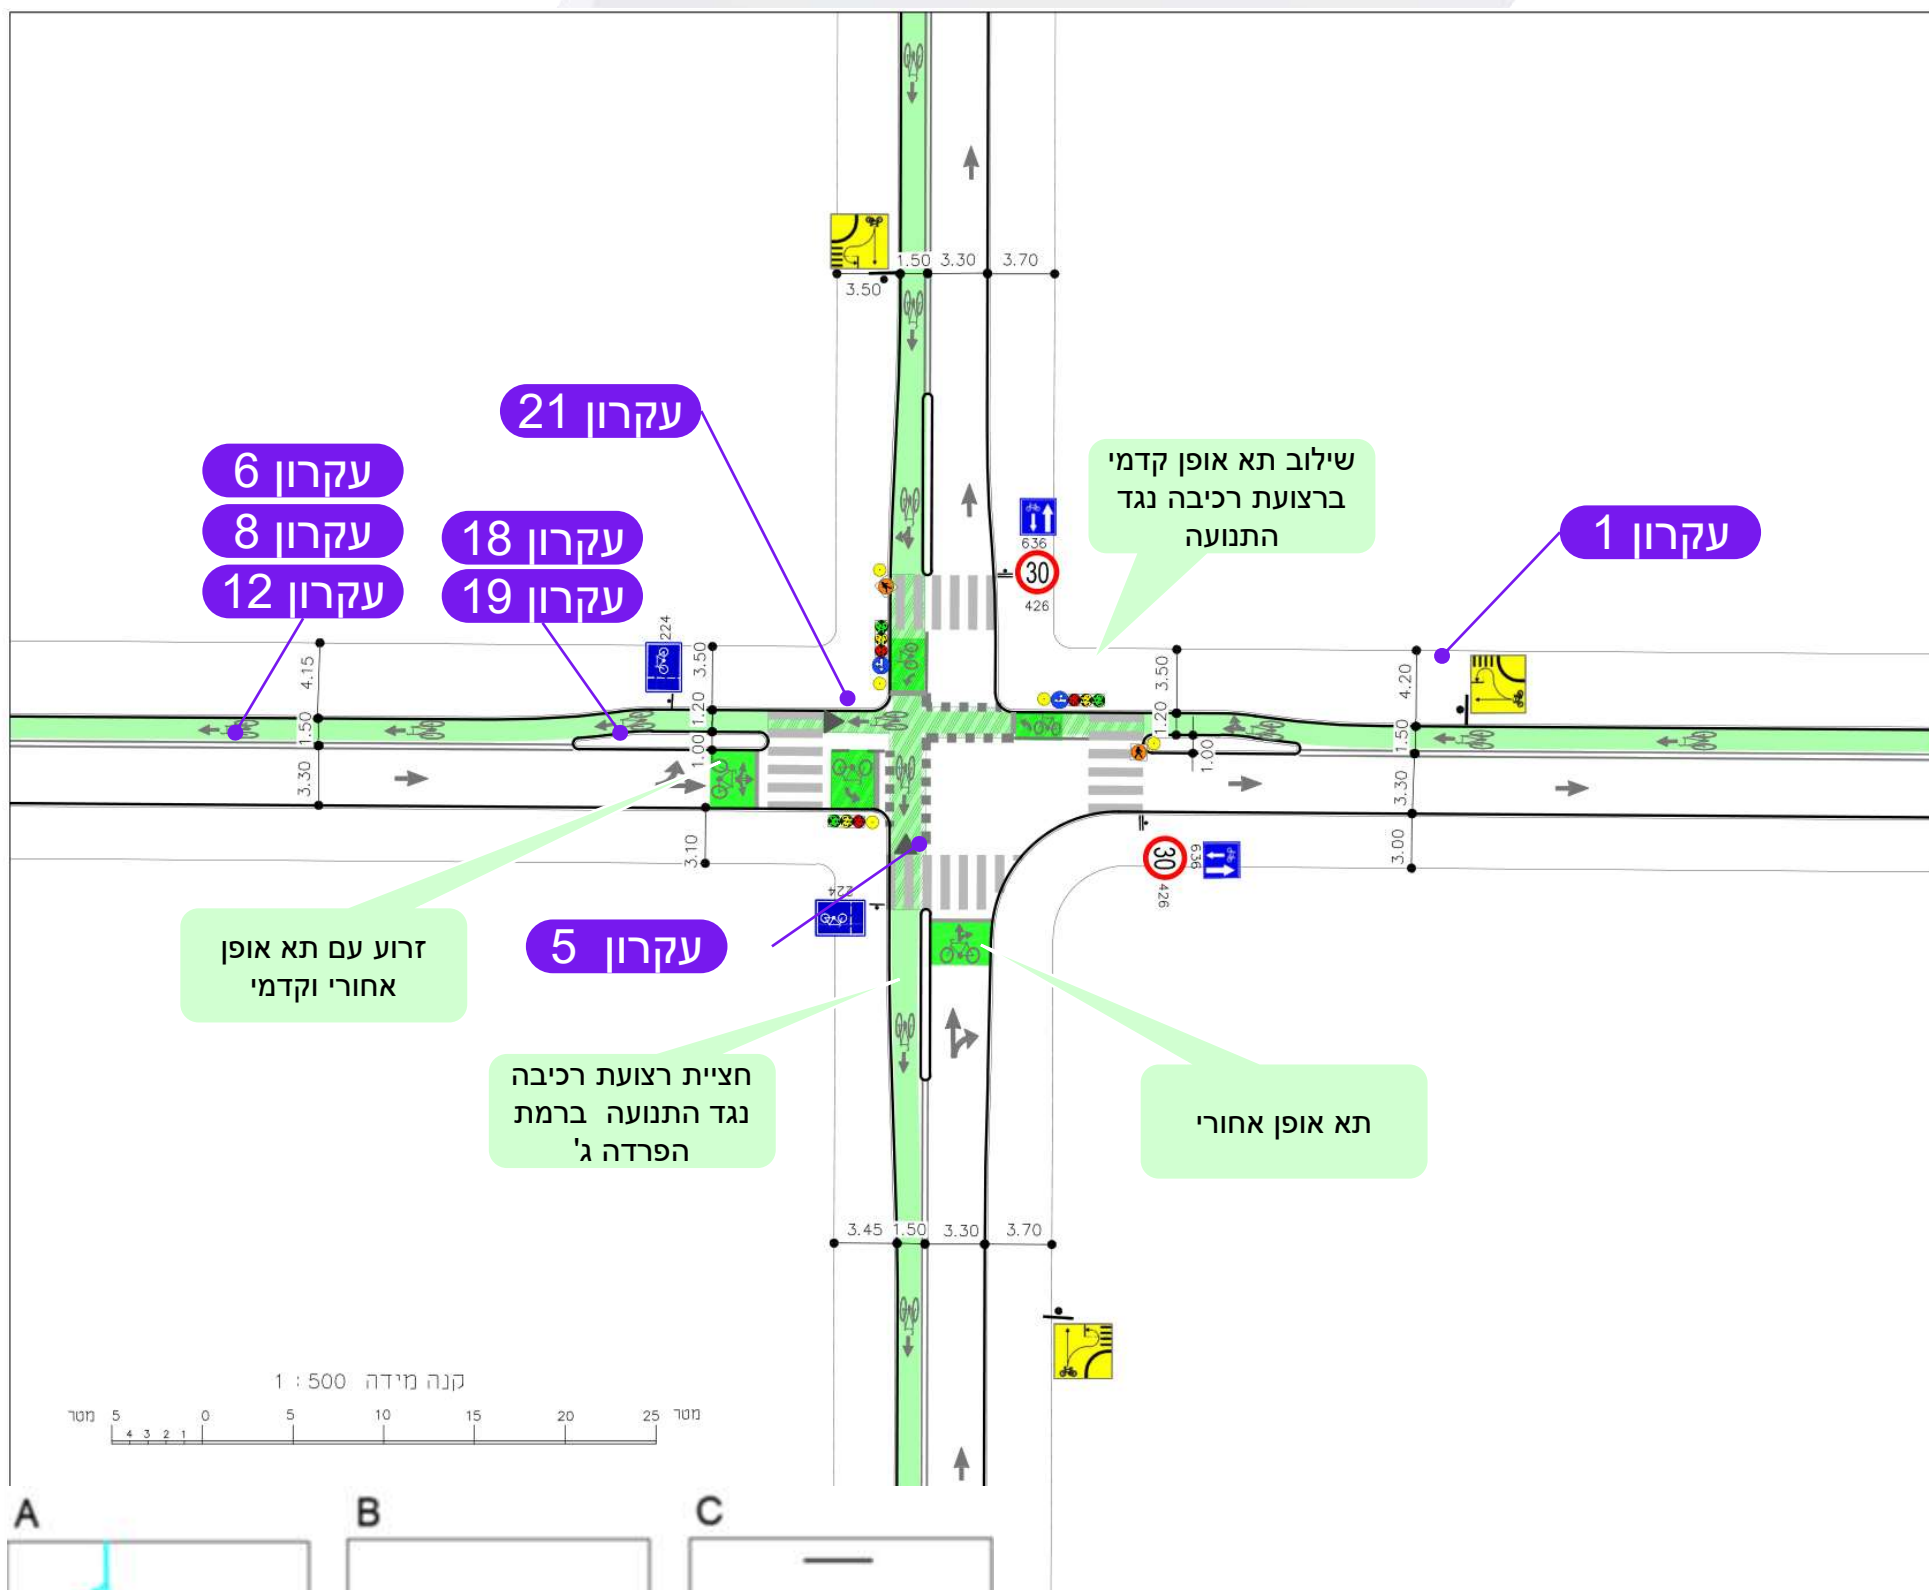 1.50 3.30 3.70
3.50
עקרון 21
עקרון 6
עקרון 8
עקרון 12
עקרון 18
עקרון 19
שילוב תא אופן קדמי
ברצועת רכיבה נגד
התנועה
עקרון 1
636
30
426
224
4.15
1.50
3.30
3.50
1.20
1.00
3.10
3.50
1.20
1.00
4.20
1.50
3.30
3.00
30
636
426
224
זרוע עם תא אופן
אחורי וקדמי
עקרון 5
חציית רצועת רכיבה
נגד התנועה ברמת
הפרדה ג'
תא אופן אחורי
3.45 1.50 3.30 3.70
קנה מידה 500 : 1
מטר 5 0 5 10 15 20 25 מטר
4 3 2 1
A B C